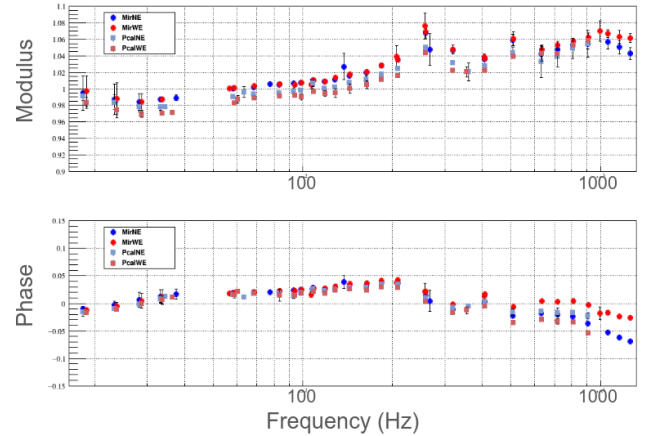 1.1
1.08
1.06
1.04
1.02
1
0.98
0.96
0.94
0.92
0.9
Modulus
MirNE
MirWE
PcalNE
PcalWE
100
1000
0.15
0.1
0.05
0
−0.05
−0.1
−0.15
Phase
MirNE
MirWE
PcalNE
PcalWE
100
1000
Frequency (Hz)